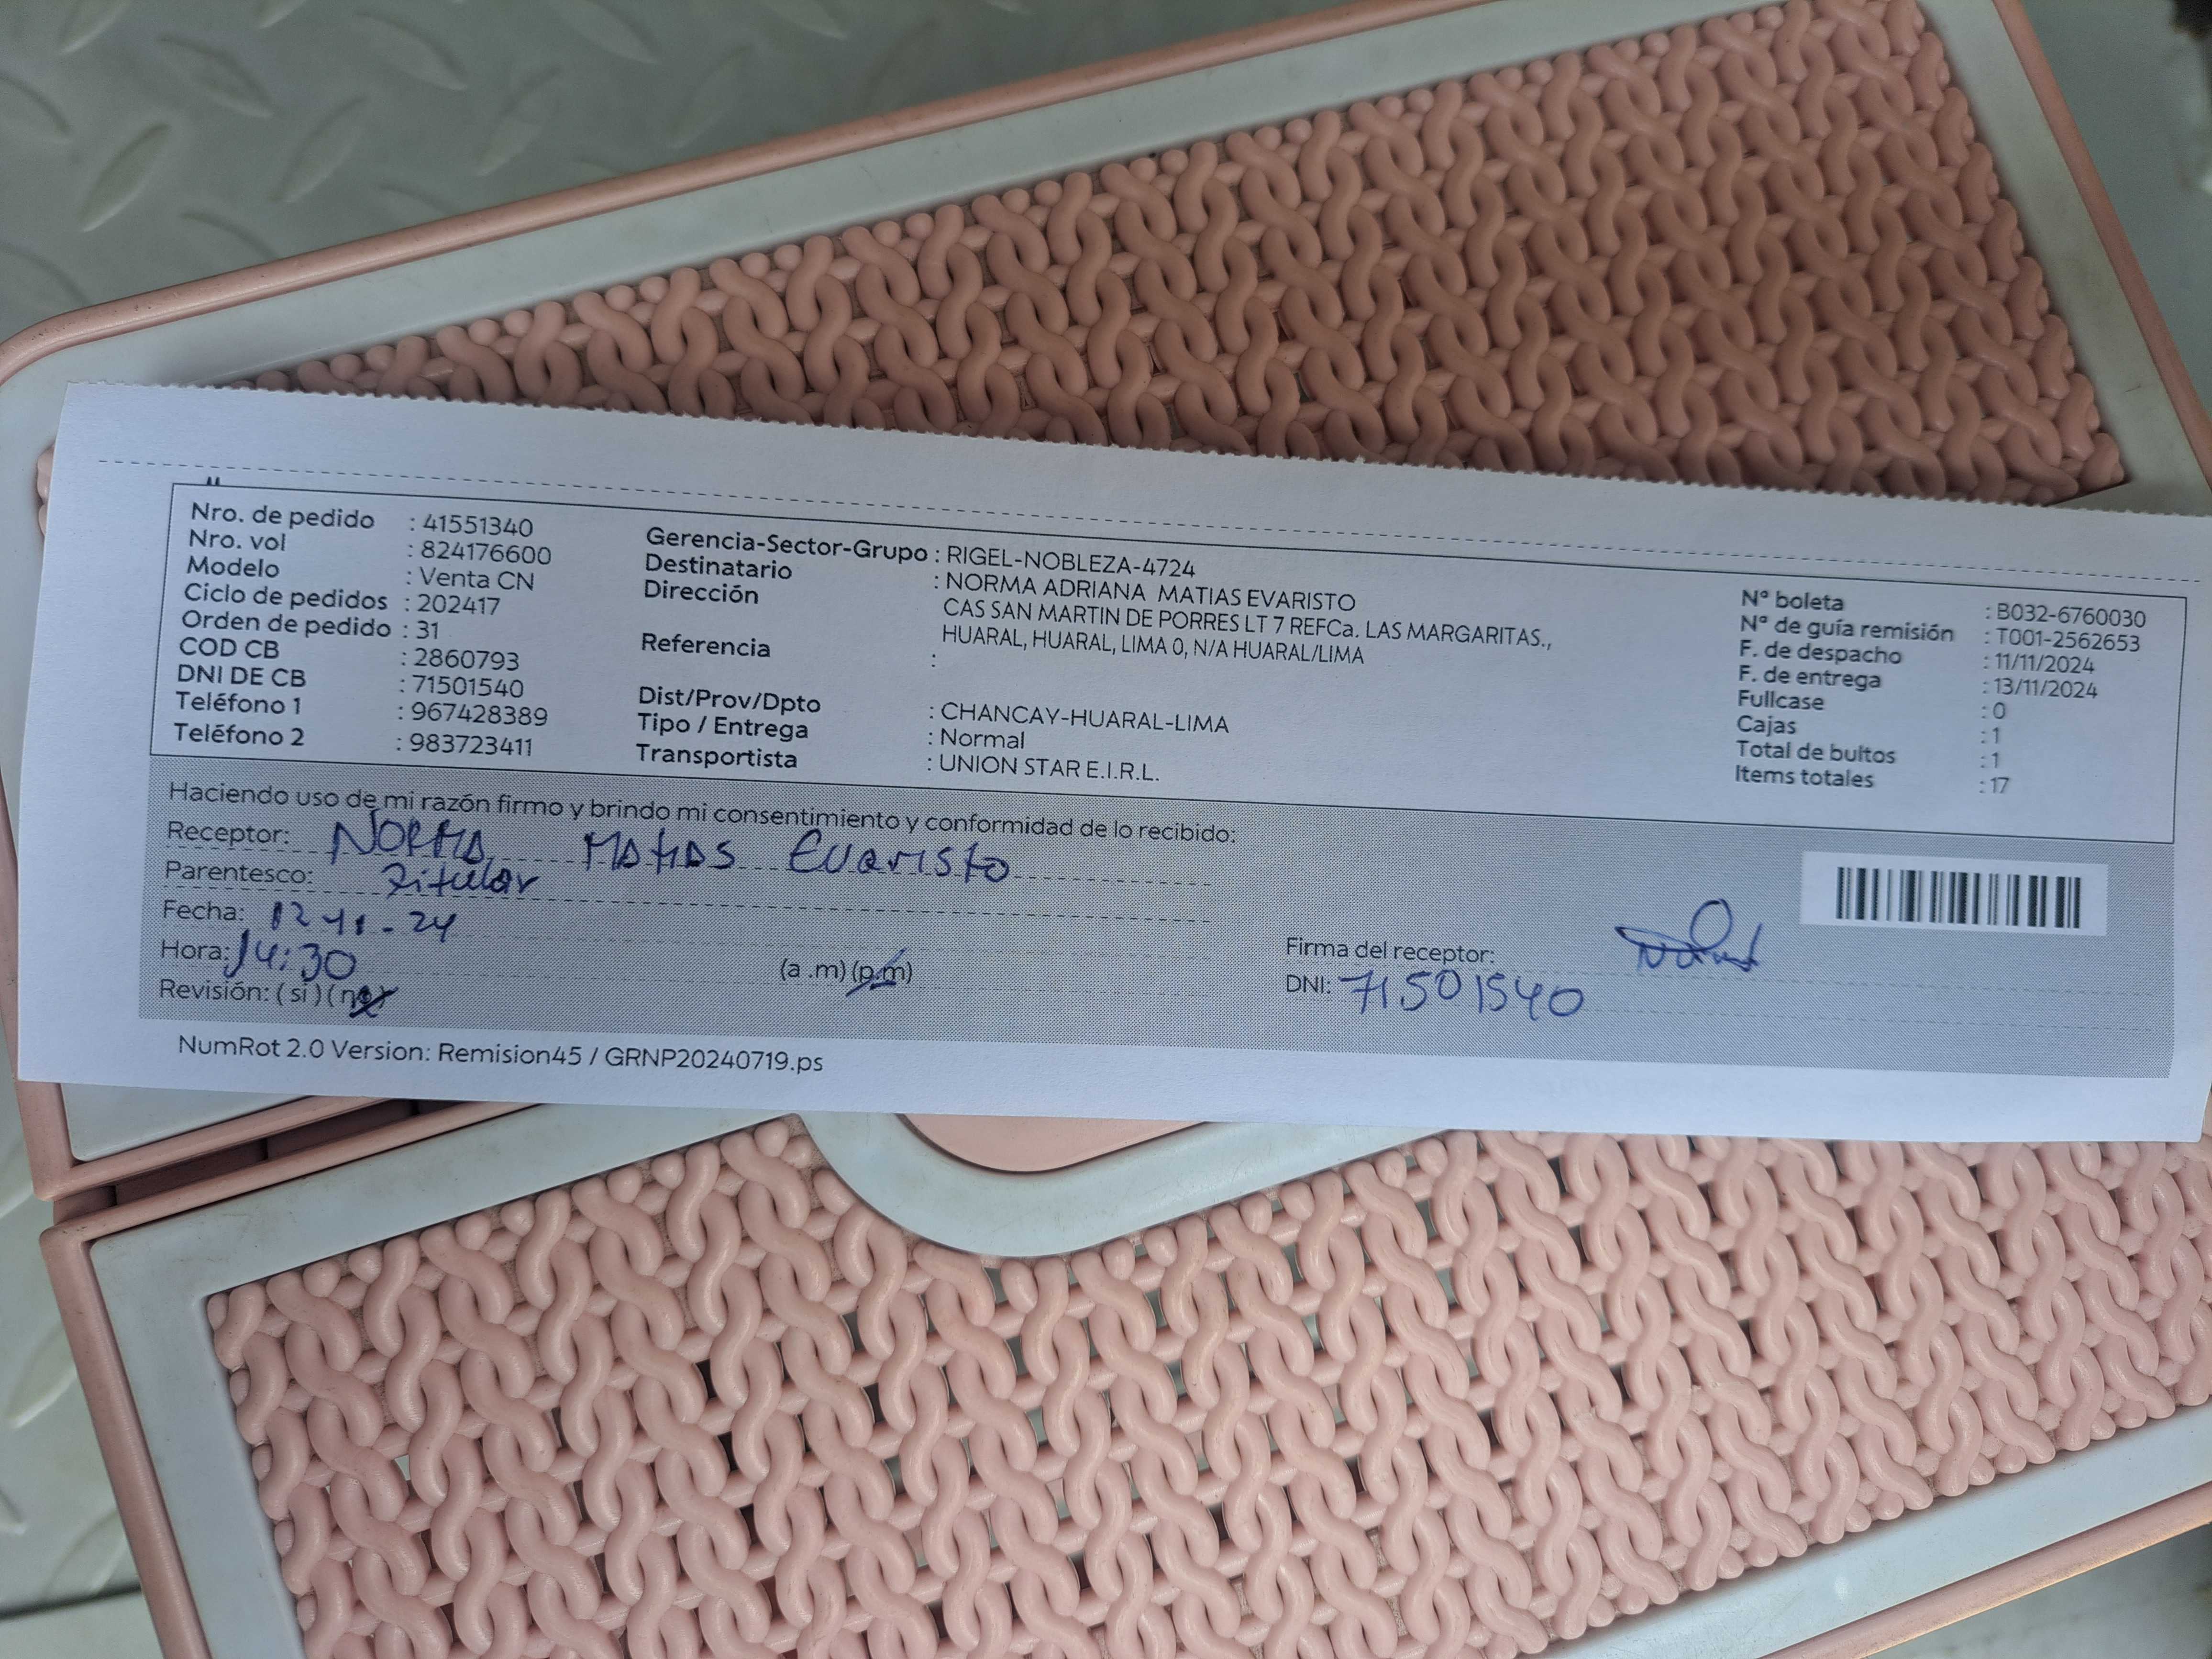 Nro. de pedido : 41551340
Nro. vol : 824176600
Modelo : Venta CN
Ciclo de pedidos : 202417
Orden de pedido : 31
COD CB : 2860793
DNI DE CB : 71501540
Teléfono 1 : 967428389
Teléfono 2 : 983723411
Gerencia-Sector-Grupo : RIGEL-NOBLEZA-4724
Destinatario : NORMA ADRIANA MATIAS EVARISTO
Dirección CAS SAN MARTIN DE PORRES LT 7 REFCa. LAS MARGARITAS.,
HUARAL, HUARAL, LIMA 0, N/A HUARAL/LIMA
Referencia :
Dist/Prov/Dpto : CHANCAY-HUARAL-LIMA
Tipo / Entrega : Normal
Transportista : UNION STAR E.I.R.L.
N° boleta : B032-6760030
N° de guía remisión : T001-2562653
F. de despacho : 11/11/2024
F. de entrega : 13/11/2024
Fullcase : 0
Cajas : 1
Total de bultos : 1
Items totales : 17
Haciendo uso de mi razón firmo y brindo mi consentimiento y conformidad de lo recibido:
Receptor: NORMA MATIAS Evaristo
Parentesco: Titular
Fecha: 12-11-24
Hora: 14:30 (a .m) (p.m)
Revisión: ( sí ) ( no )
Firma del receptor:
DNI: 71501540
NumRot 2.0 Version: Remision45 / GRNP20240719.ps